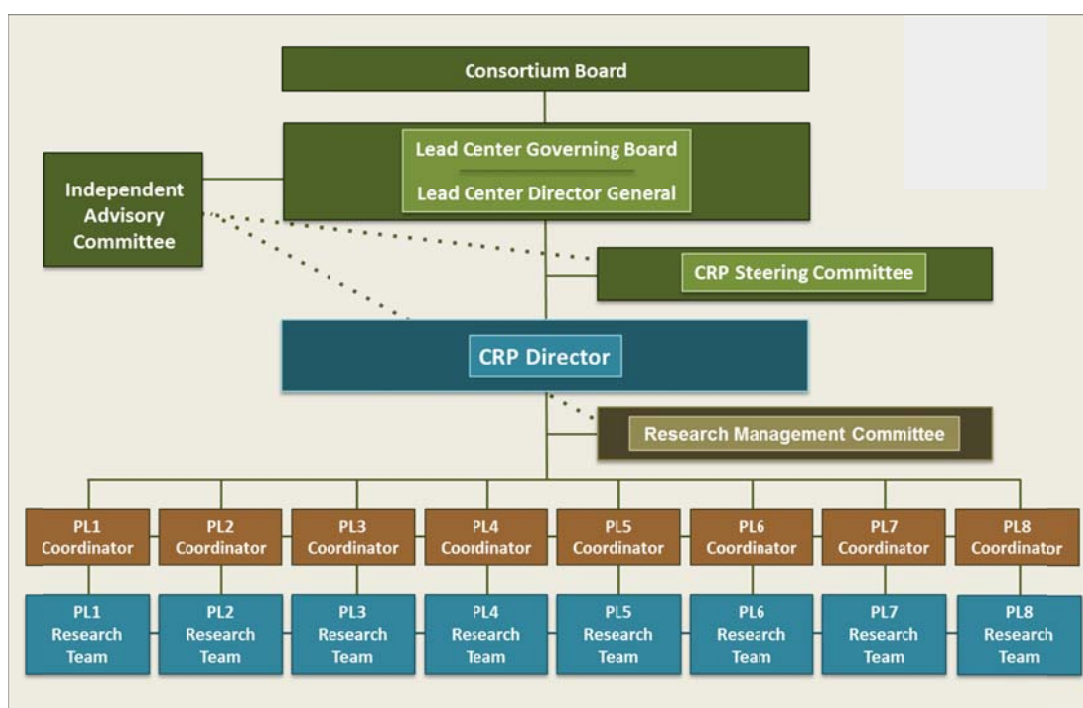 Consortium Board
Lead Center Governing Board
Lead Center Director General
Independent
Advisory
Committee
CRP Steering Committee
CRP Director
Research Management Committee
PL1
Coordinator
PL2
Coordinator
PL3
Coordinator
PL4
Coordinator
PL5
Coordinator
PL6
Coordinator
PL7
Coordinator
PL8
Coordinator
PL1
Research
Team
PL2
Research
Team
PL3
Research
Team
PL4
Research
Team
PL5
Research
Team
PL6
Research
Team
PL7
Research
Team
PL8
Research
Team